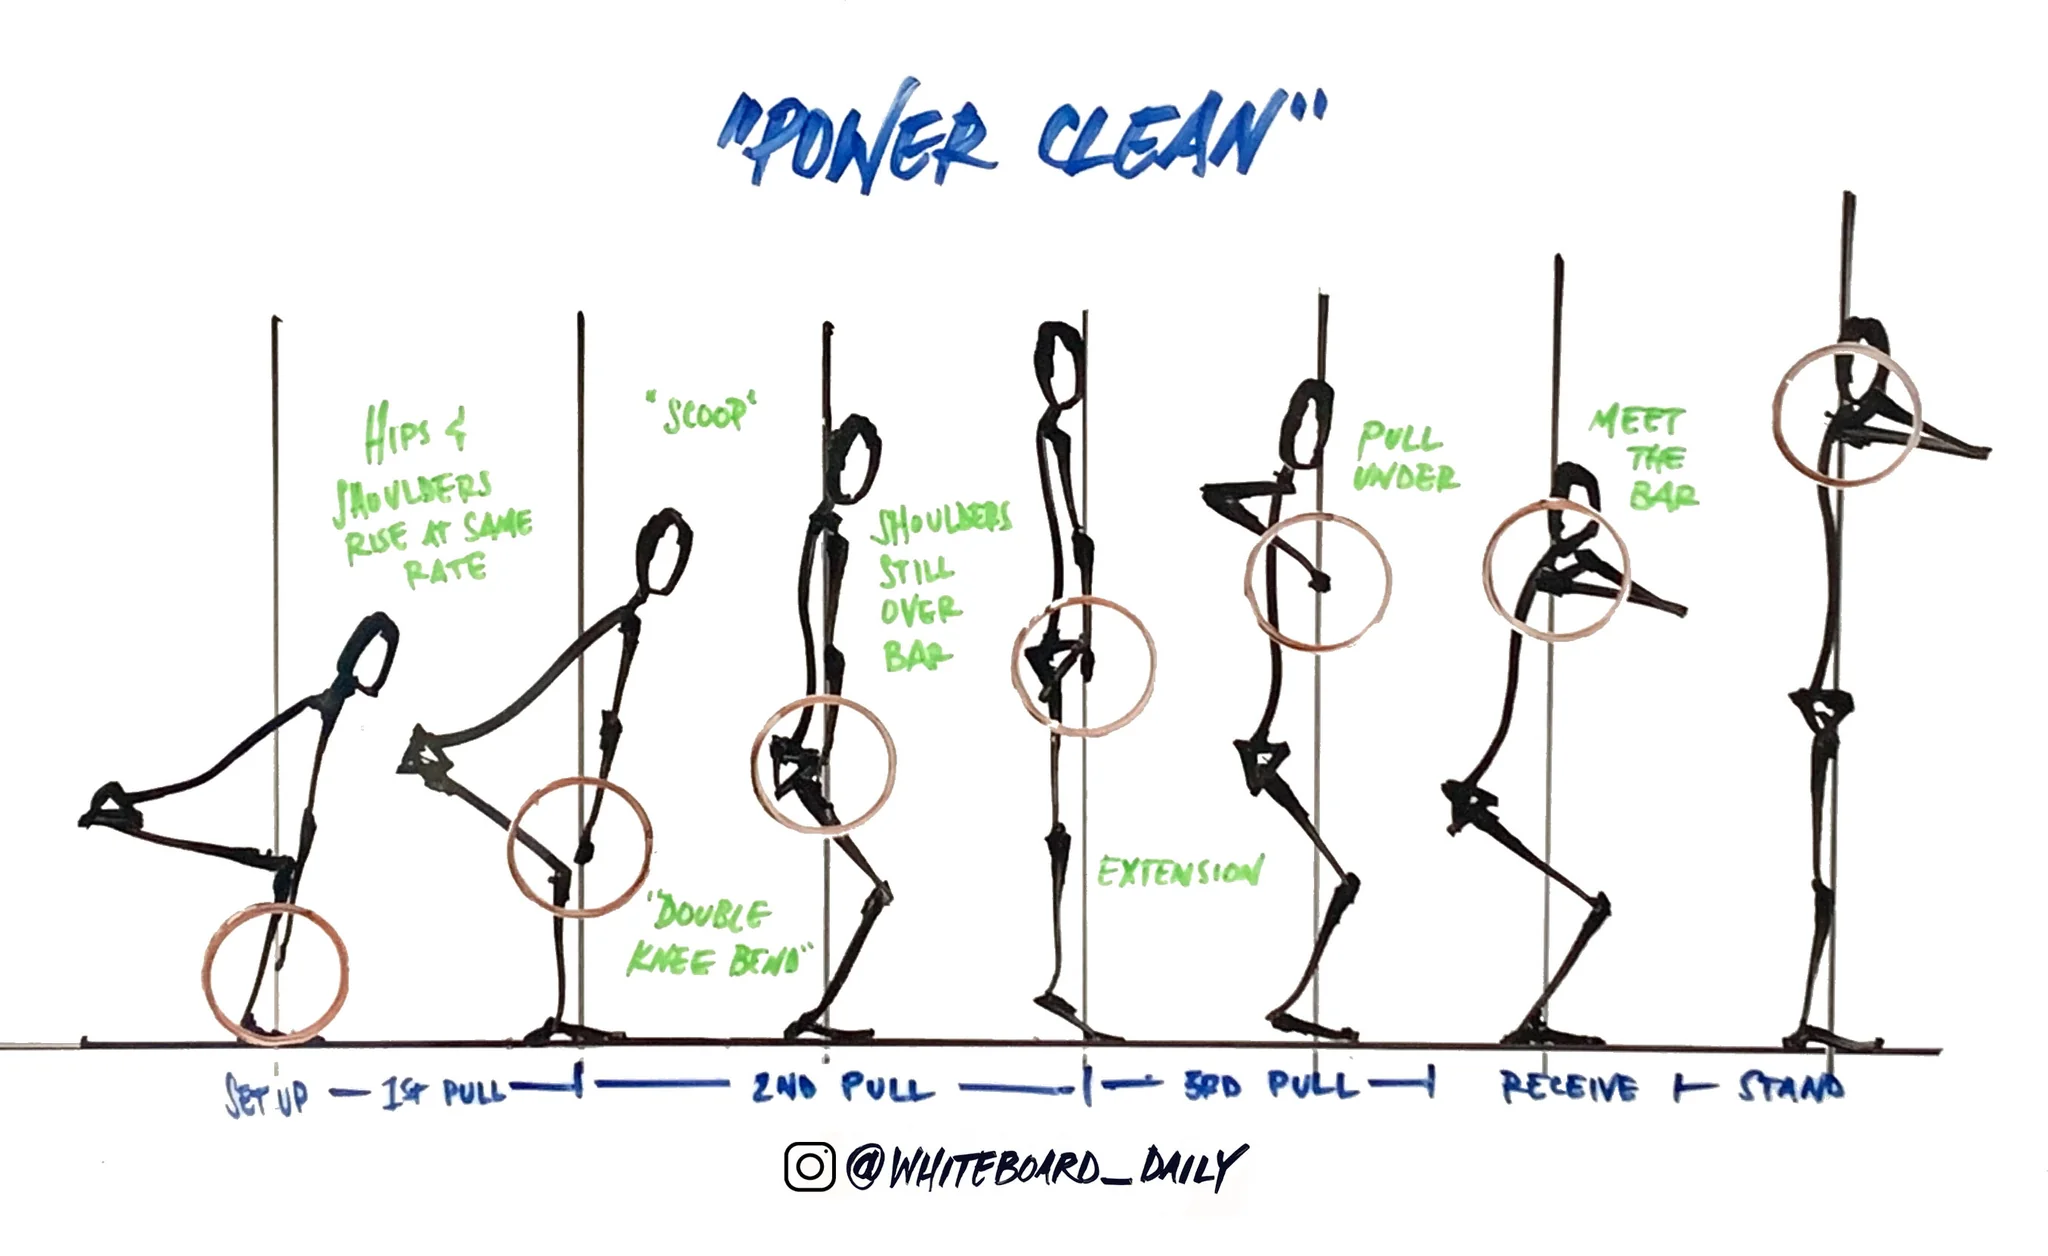 "POWER CLEAN"
HIPS &
SHOULDERS
RISE AT SAME
RATE
"SCOOP"
"DOUBLE
KNEE BEND"
SHOULDERS
STILL
OVER
BAR
EXTENSION
PULL
UNDER
MEET
THE
BAR
SET UP — 1ST PULL — 2ND PULL — 3RD PULL — RECEIVE — STAND
@WHITEBOARD_DAILY